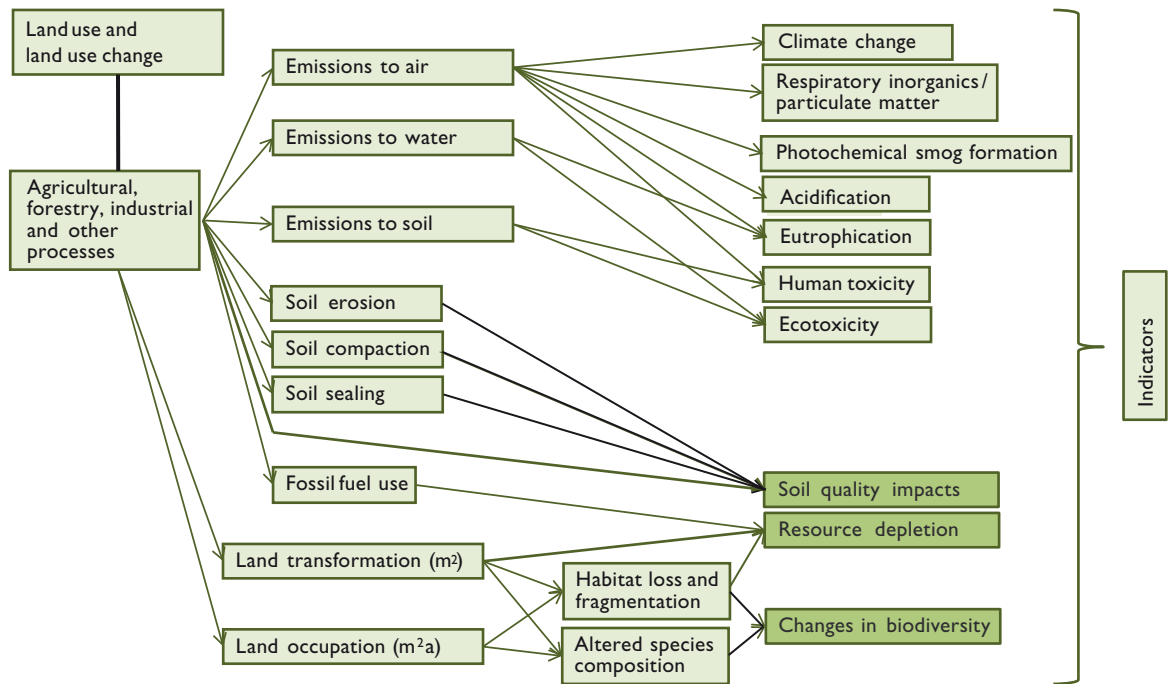 Land use and
land use change
Agricultural,
forestry, industrial
and other
processes
Emissions to air
Emissions to water
Emissions to soil
Soil erosion
Soil compaction
Soil sealing
Fossil fuel use
Land transformation (m²)
Land occupation (m²a)
Habitat loss and
fragmentation
Altered species
composition
Climate change
Respiratory inorganics/
particulate matter
Photochemical smog formation
Acidification
Eutrophication
Human toxicity
Ecotoxicity
Soil quality impacts
Resource depletion
Changes in biodiversity
Indicators